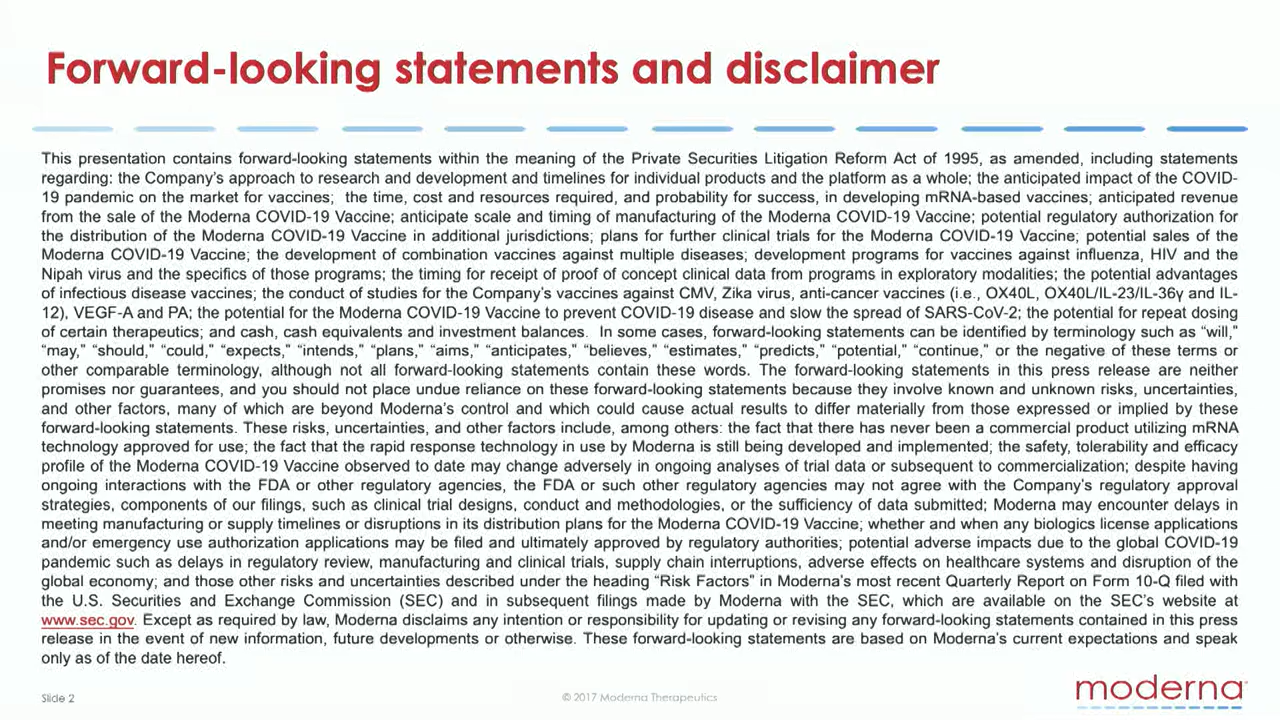 Forward-looking statements and disclaimer
This presentation contains forward-looking statements within the meaning of the Private Securities Litigation Reform Act of 1995, as amended, including statements
regarding: the Company's approach to research and development and timelines for individual products and the platform as a whole; the anticipated impact of the COVID-
19 pandemic on the market for vaccines;  the time, cost and resources required, and probability for success, in developing mRNA-based vaccines; anticipated revenue
from the sale of the Moderna COVID-19 Vaccine; anticipate scale and timing of manufacturing of the Moderna COVID-19 Vaccine; potential regulatory authorization for
the distribution of the Moderna COVID-19 Vaccine in additional jurisdictions; plans for further clinical trials for the Moderna COVID-19 Vaccine; potential sales of the
Moderna COVID-19 Vaccine; the development of combination vaccines against multiple diseases; development programs for vaccines against influenza, HIV and the
Nipah virus and the specifics of those programs; the timing for receipt of proof of concept clinical data from programs in exploratory modalities; the potential advantages
of infectious disease vaccines; the conduct of studies for the Company's vaccines against CMV, Zika virus, anti-cancer vaccines (i.e., OX40L, OX40L/IL-23/IL-36γ and IL-
12), VEGF-A and PA; the potential for the Moderna COVID-19 Vaccine to prevent COVID-19 disease and slow the spread of SARS-CoV-2; the potential for repeat dosing
of certain therapeutics; and cash, cash equivalents and investment balances.  In some cases, forward-looking statements can be identified by terminology such as “will,”
“may,” “should,” “could,” “expects,” “intends,” “plans,” “aims,” “anticipates,” “believes,” “estimates,” “predicts,” “potential,” “continue,” or the negative of these terms or
other comparable terminology, although not all forward-looking statements contain these words. The forward-looking statements in this press release are neither
promises nor guarantees, and you should not place undue reliance on these forward-looking statements because they involve known and unknown risks, uncertainties,
and other factors, many of which are beyond Moderna's control and which could cause actual results to differ materially from those expressed or implied by these
forward-looking statements. These risks, uncertainties, and other factors include, among others: the fact that there has never been a commercial product utilizing mRNA
technology approved for use; the fact that the rapid response technology in use by Moderna is still being developed and implemented; the safety, tolerability and efficacy
profile of the Moderna COVID-19 Vaccine observed to date may change adversely in ongoing analyses of trial data or subsequent to commercialization; despite having
ongoing interactions with the FDA or other regulatory agencies, the FDA or such other regulatory agencies may not agree with the Company's regulatory approval
strategies, components of our filings, such as clinical trial designs, conduct and methodologies, or the sufficiency of data submitted; Moderna may encounter delays in
meeting manufacturing or supply timelines or disruptions in its distribution plans for the Moderna COVID-19 Vaccine; whether and when any biologics license applications
and/or emergency use authorization applications may be filed and ultimately approved by regulatory authorities; potential adverse impacts due to the global COVID-19
pandemic such as delays in regulatory review, manufacturing and clinical trials, supply chain interruptions, adverse effects on healthcare systems and disruption of the
global economy; and those other risks and uncertainties described under the heading “Risk Factors” in Moderna's most recent Quarterly Report on Form 10-Q filed with
the U.S. Securities and Exchange Commission (SEC) and in subsequent filings made by Moderna with the SEC, which are available on the SEC's website at
www.sec.gov. Except as required by law, Moderna disclaims any intention or responsibility for updating or revising any forward-looking statements contained in this press
release in the event of new information, future developments or otherwise. These forward-looking statements are based on Moderna's current expectations and speak
only as of the date hereof.
Slide 2
© 2017 Moderna Therapeutics
moderna